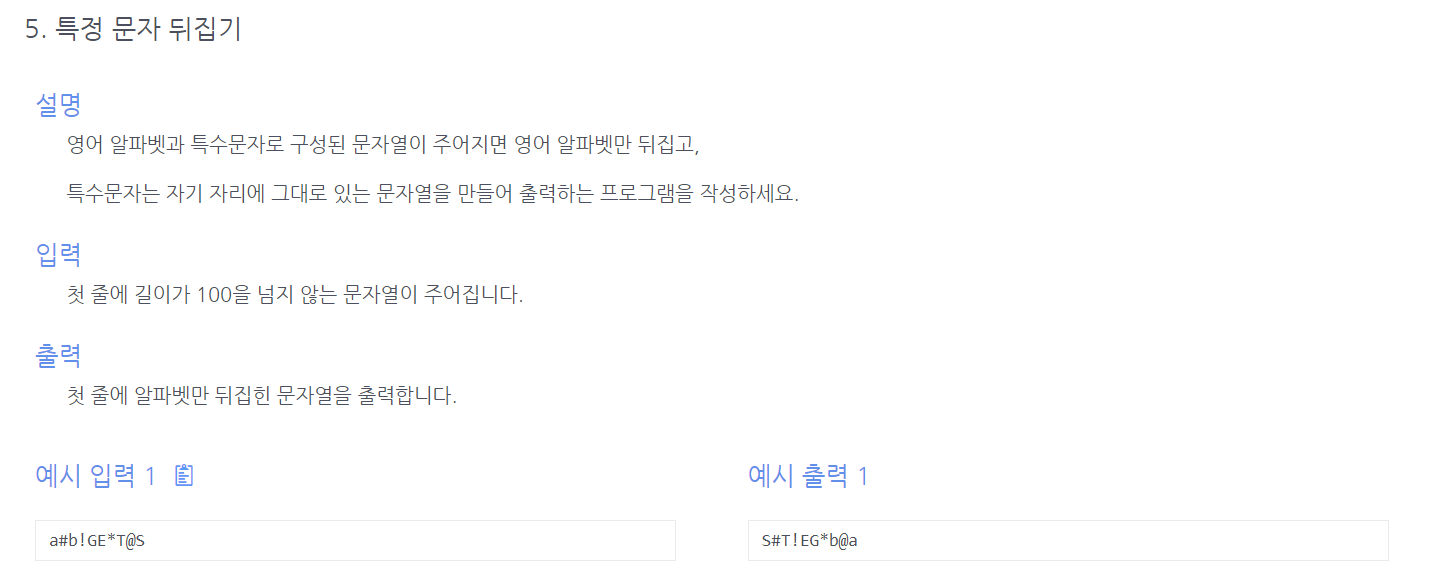 5. 특정 문자 뒤집기
설명
영어 알파벳과 특수문자로 구성된 문자열이 주어지면 영어 알파벳만 뒤집고,
특수문자는 자기 자리에 그대로 있는 문자열을 만들어 출력하는 프로그램을 작성하세요.
입력
첫 줄에 길이가 100을 넘지 않는 문자열이 주어집니다.
출력
첫 줄에 알파벳만 뒤집힌 문자열을 출력합니다.
예시 입력 1
예시 출력 1
a#b!GE*T@S
S#T!EG*b@a